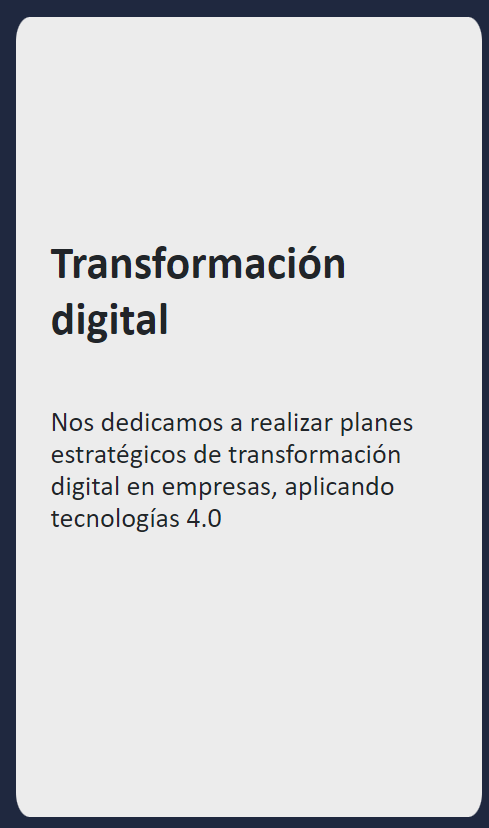 Transformación
digital
Nos dedicamos a realizar planes
estratégicos de transformación
digital en empresas, aplicando
tecnologías 4.0